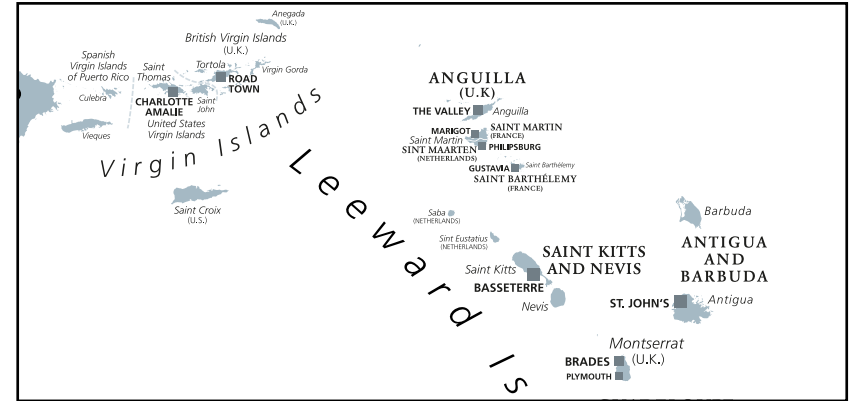 Anegada
(U.K.)
British Virgin Islands
(U.K.)
Spanish
Virgin Islands
of Puerto Rico
Saint
Thomas
Tortola
Virgin Gorda
ROAD
TOWN
Culebra
CHARLOTTE
AMALIE
Saint
John
United States
Virgin Islands
Vieques
Virgin Islands
Saint Croix
(U.S.)
Leeward Is
ANGUILLA
(U.K)
THE VALLEY
Anguilla
MARIGOT
SAINT MARTIN
(FRANCE)
Saint Martin
SINT MAARTEN
(NETHERLANDS)
PHILIPSBURG
GUSTAVIA
Saint Barthélemy
SAINT BARTHÉLEMY
(FRANCE)
Saba
(NETHERLANDS)
Sint Eustatius
(NETHERLANDS)
Saint Kitts
SAINT KITTS
AND NEVIS
BASSETERRE
Nevis
Barbuda
ANTIGUA
AND
BARBUDA
ST. JOHN'S
Antigua
Montserrat
(U.K.)
BRADES
PLYMOUTH